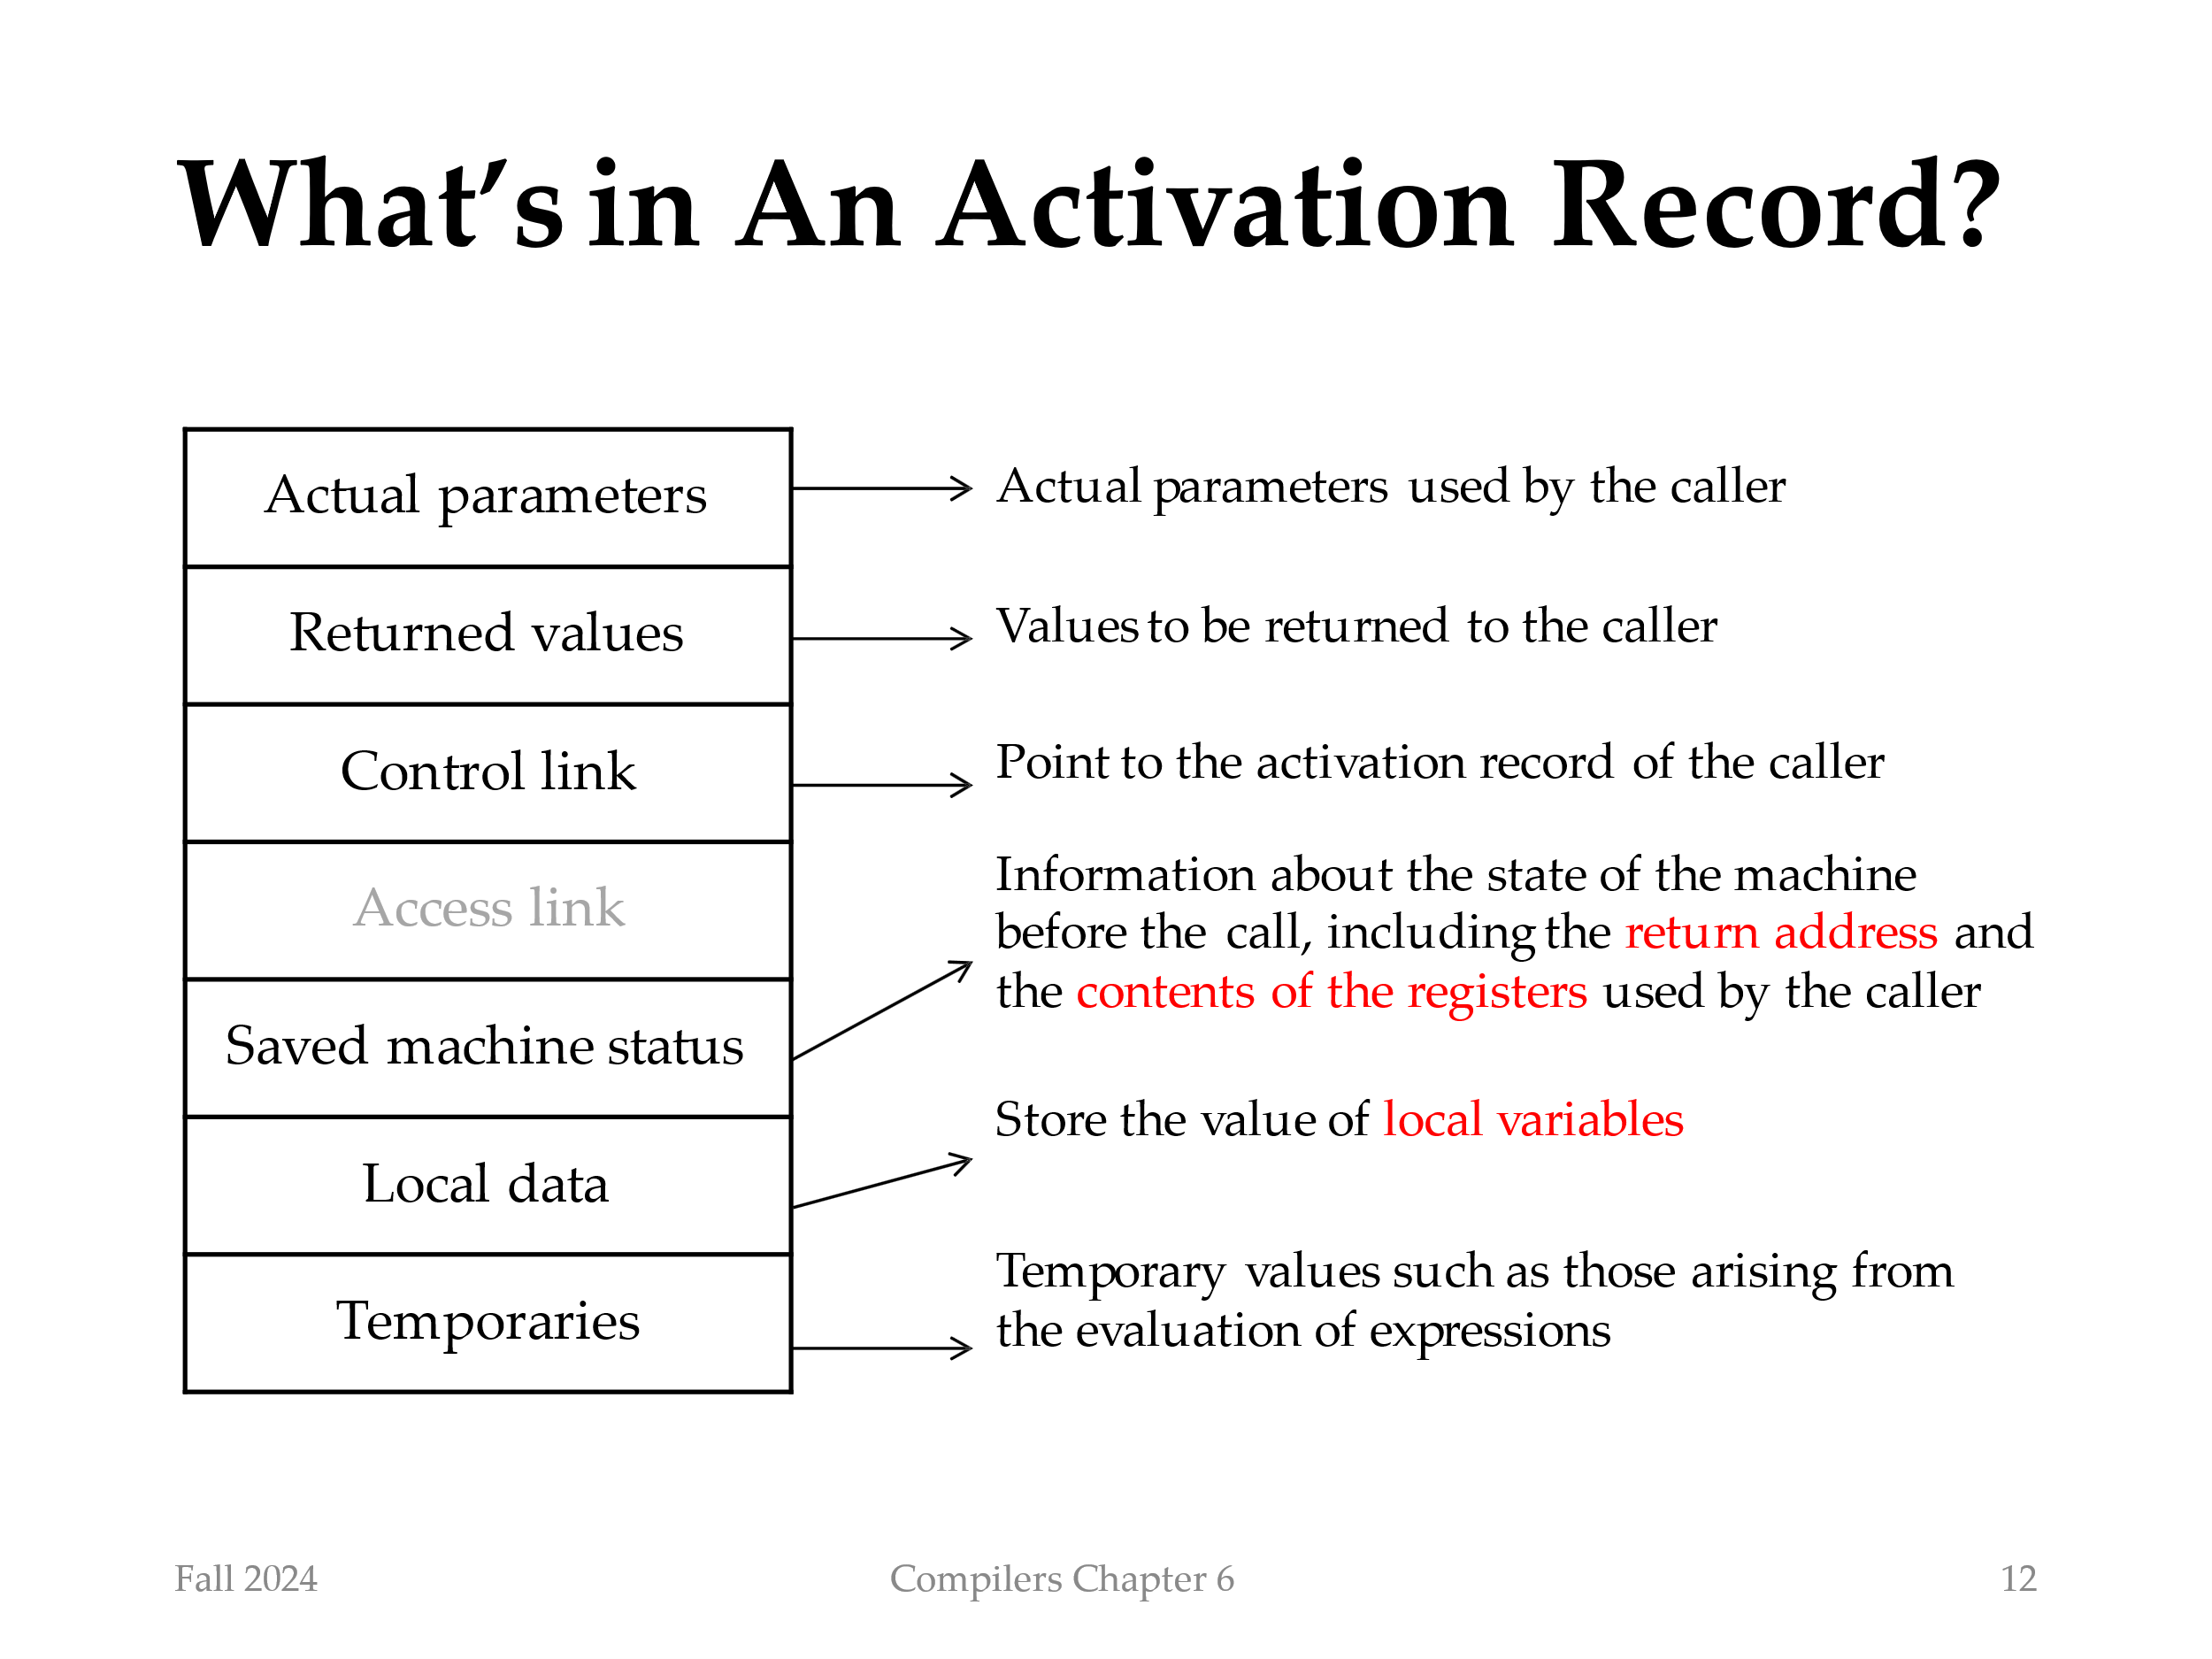 What's in An Activation Record?
Actual parameters
Actual parameters used by the caller
Returned values
Values to be returned to the caller
Control link
Point to the activation record of the caller
Access link
Information about the state of the machine
before the call, including the return address and
the contents of the registers used by the caller
Saved machine status
Store the value of local variables
Local data
Temporary values such as those arising from
the evaluation of expressions
Temporaries
Fall 2024
Compilers Chapter 6
12